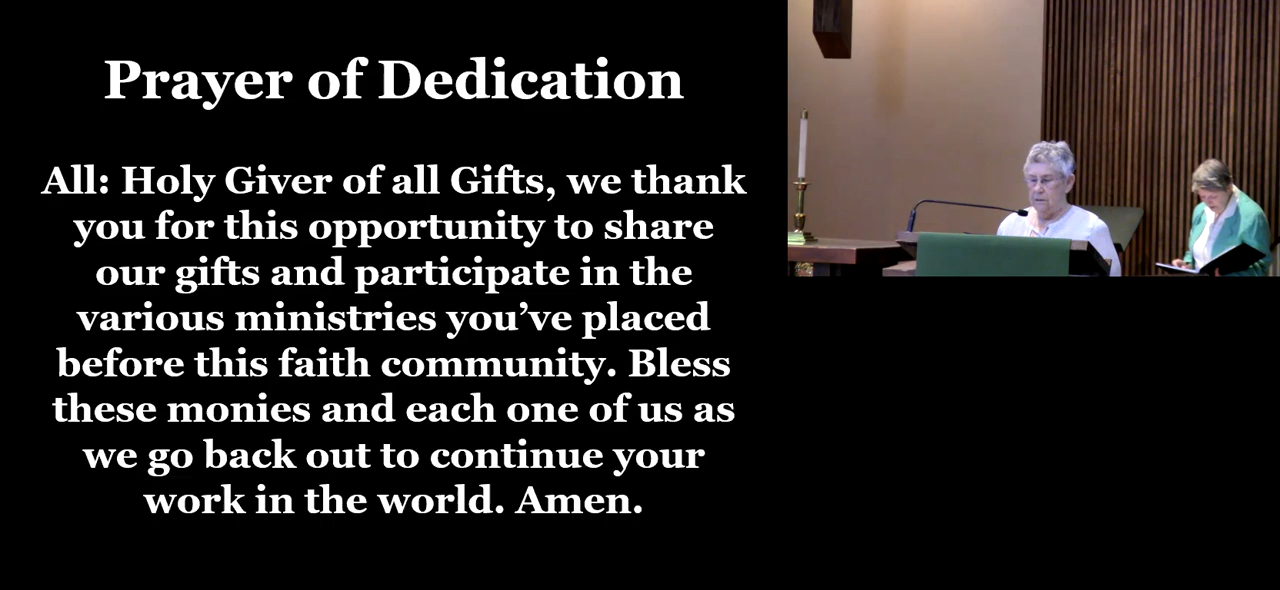 Prayer of Dedication
All: Holy Giver of all Gifts, we thank
you for this opportunity to share
our gifts and participate in the
various ministries you’ve placed
before this faith community. Bless
these monies and each one of us as
we go back out to continue your
work in the world. Amen.